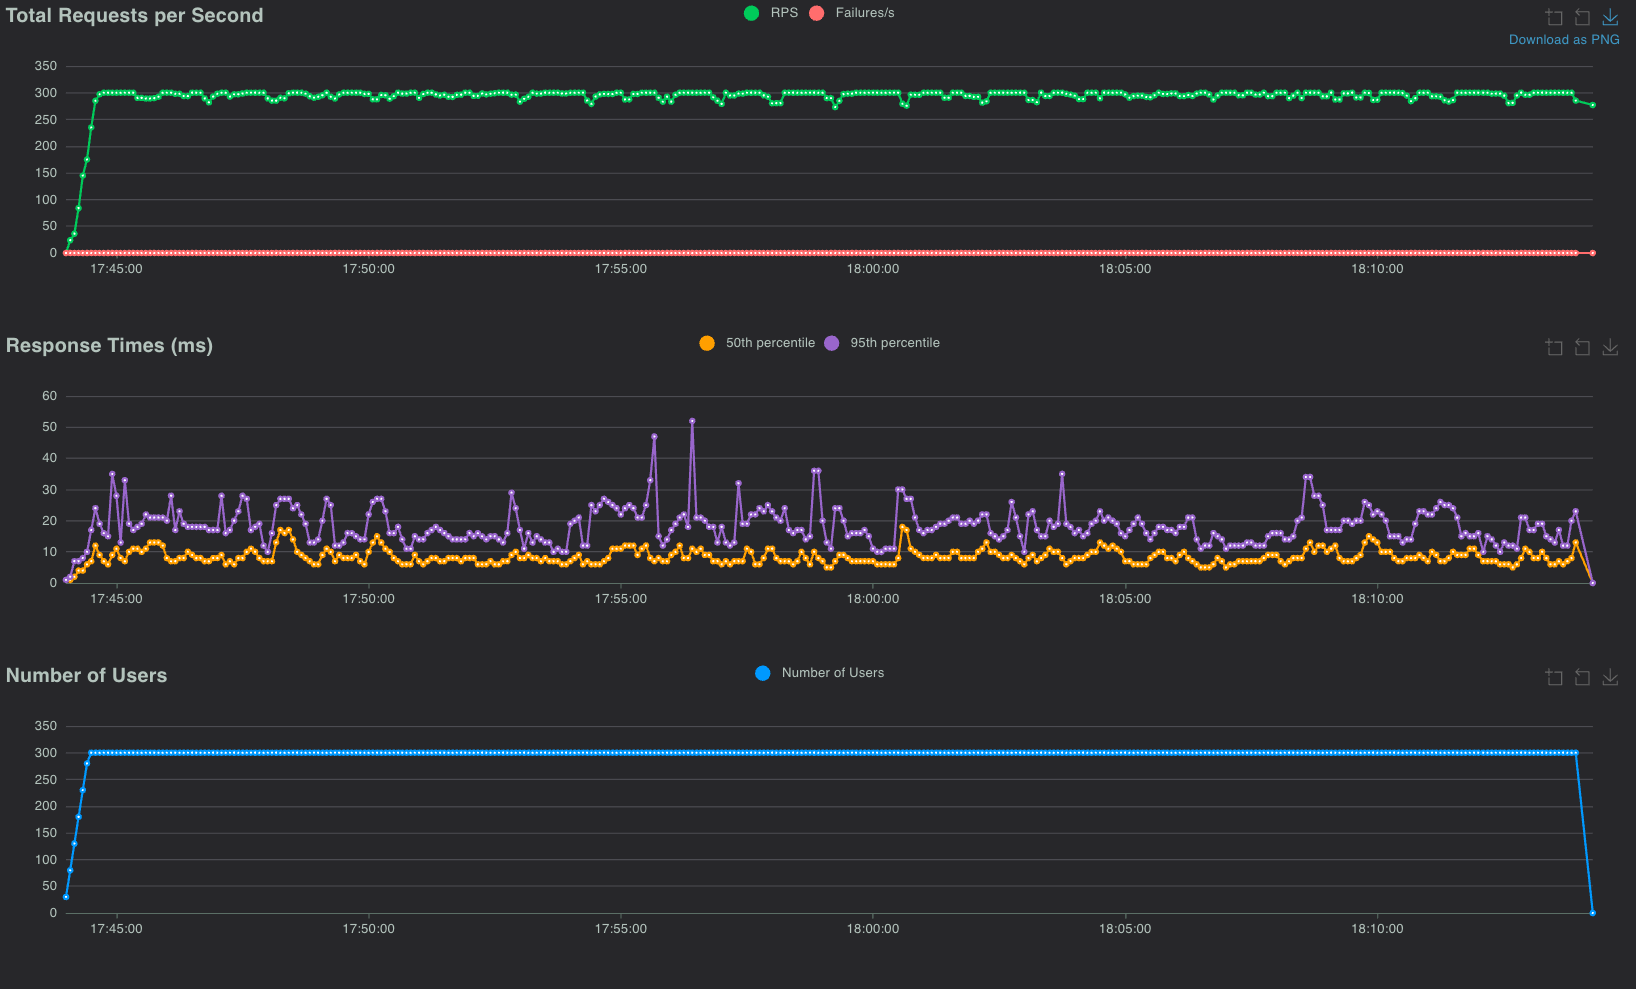 Total Requests per Second
RPS Failures/s
Download as PNG
350
300
250
200
150
100
50
0
17:45:00 17:50:00 17:55:00 18:00:00 18:05:00 18:10:00
Response Times (ms)
50th percentile 95th percentile
60
50
40
30
20
10
0
17:45:00 17:50:00 17:55:00 18:00:00 18:05:00 18:10:00
Number of Users
Number of Users
350
300
250
200
150
100
50
0
17:45:00 17:50:00 17:55:00 18:00:00 18:05:00 18:10:00